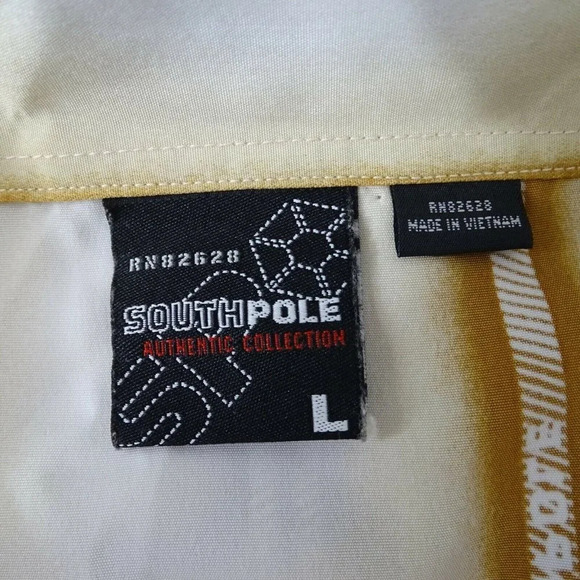 RN82628
SOUTHPOLE
AUTHENTIC COLLECTION
L
RN82628
MADE IN VIETNAM